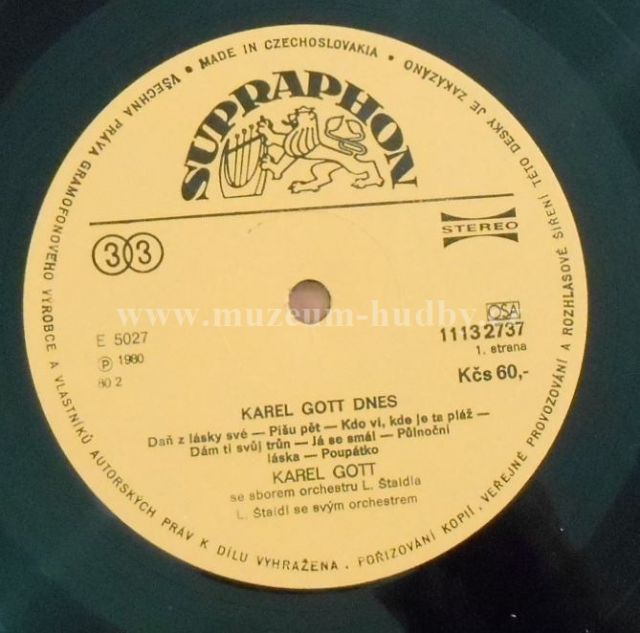 VŠECHNA PRÁVA GRAMOFONOVÉHO VÝROBCE A VLASTNÍKŮ AUTORSKÝCH PRÁV K DÍLU VYHRAŽENA. POŘIZOVÁNÍ KOPIÍ, VEŘEJNÉ PROVOZOVÁNÍ A ROZHLASOVÉ ŠÍŘENÍ TÉTO DESKY JE ZAKÁZÁNO • MADE IN CZECHOSLOVAKIA •
SUPRAPHON
33
STEREO
www.muzeum-hudby.
OSA
E 5027
1113 2737
Ⓟ 1980
1. strana
80 2
Kčs 60,-
KAREL GOTT DNES
Daň z lásky své — Píšu pět — Kdo ví, kde je ta pláž —
Dám ti svůj trůn — Já se smál — Půlnoční
láska — Poupátko
KAREL GOTT
se sborem orchestru L. Štaidla
L. Štaidl se svým orchestrem